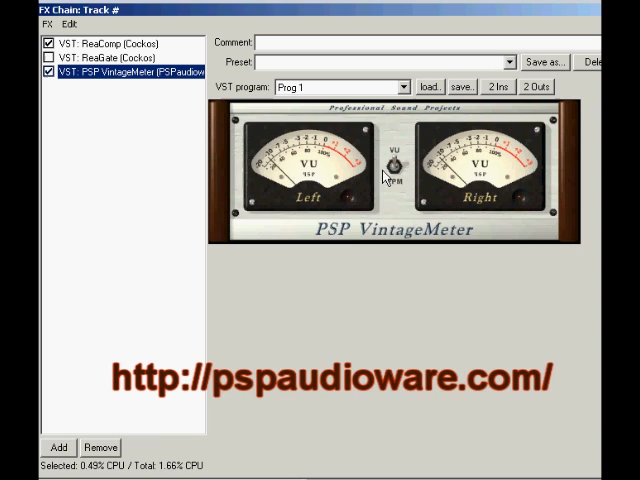 FX Chain: Track #
FX Edit
VST: ReaComp (Cockos)
VST: ReaGate (Cockos)
VST: PSP VintageMeter (PSPaudiow
Comment:
Preset: Save as... Dele
VST program: Prog 1 load.. save.. 2 Ins 2 Outs
Professional Sound Projects
VU
PPM
VU
PSP
Left
VU
PSP
Right
PSP VintageMeter
http://pspaudioware.com/
Add Remove
Selected: 0.49% CPU / Total: 1.66% CPU